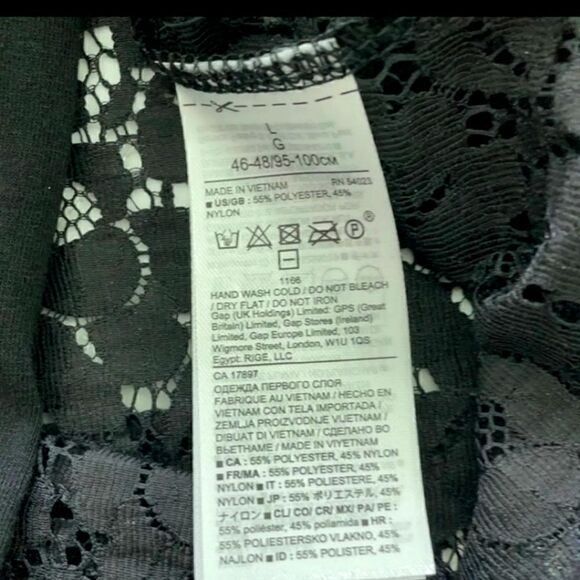 L
G
46-48/95-100CM
MADE IN VIETNAM RN 54023
■ US/GB : 55% POLYESTER, 45%
NYLON
P ®
1166
HAND WASH COLD / DO NOT BLEACH
/ DRY FLAT / DO NOT IRON
Gap (UK Holdings) Limited: GPS (Great
Britain) Limited, Gap Stores (Ireland)
Limited, Gap Europe Limited, 103
Wigmore Street, London, W1U 1QS
Egypt: RIGE, LLC
CA 17897
ОДЕЖДА ПЕРВОГО СЛОЯ
FABRIQUE AU VIETNAM / HECHO EN
VIETNAM CON TELA IMPORTADA /
ZEMLJA PROIZVODNJE VIJETNAM /
DIBUAT DI VIETNAM / СДЕЛАНО ВО
ВЬЕТНАМЕ / MADE IN VIYETNAM
■ CA : 55% POLYESTER, 45% NYLON
■ FR/MA : 55% POLYESTER, 45%
NYLON ■ IT : 55% POLIESTERE, 45%
NYLON ■ JP : 55% ポリエステル, 45%
ナイロン ■ CL/ CO/ CR/ MX/ PA/ PE :
55% poliéster, 45% poliamida ■ HR :
55% POLIESTERSKO VLAKNO, 45%
NAJLON ■ ID : 55% POLISTER, 45%